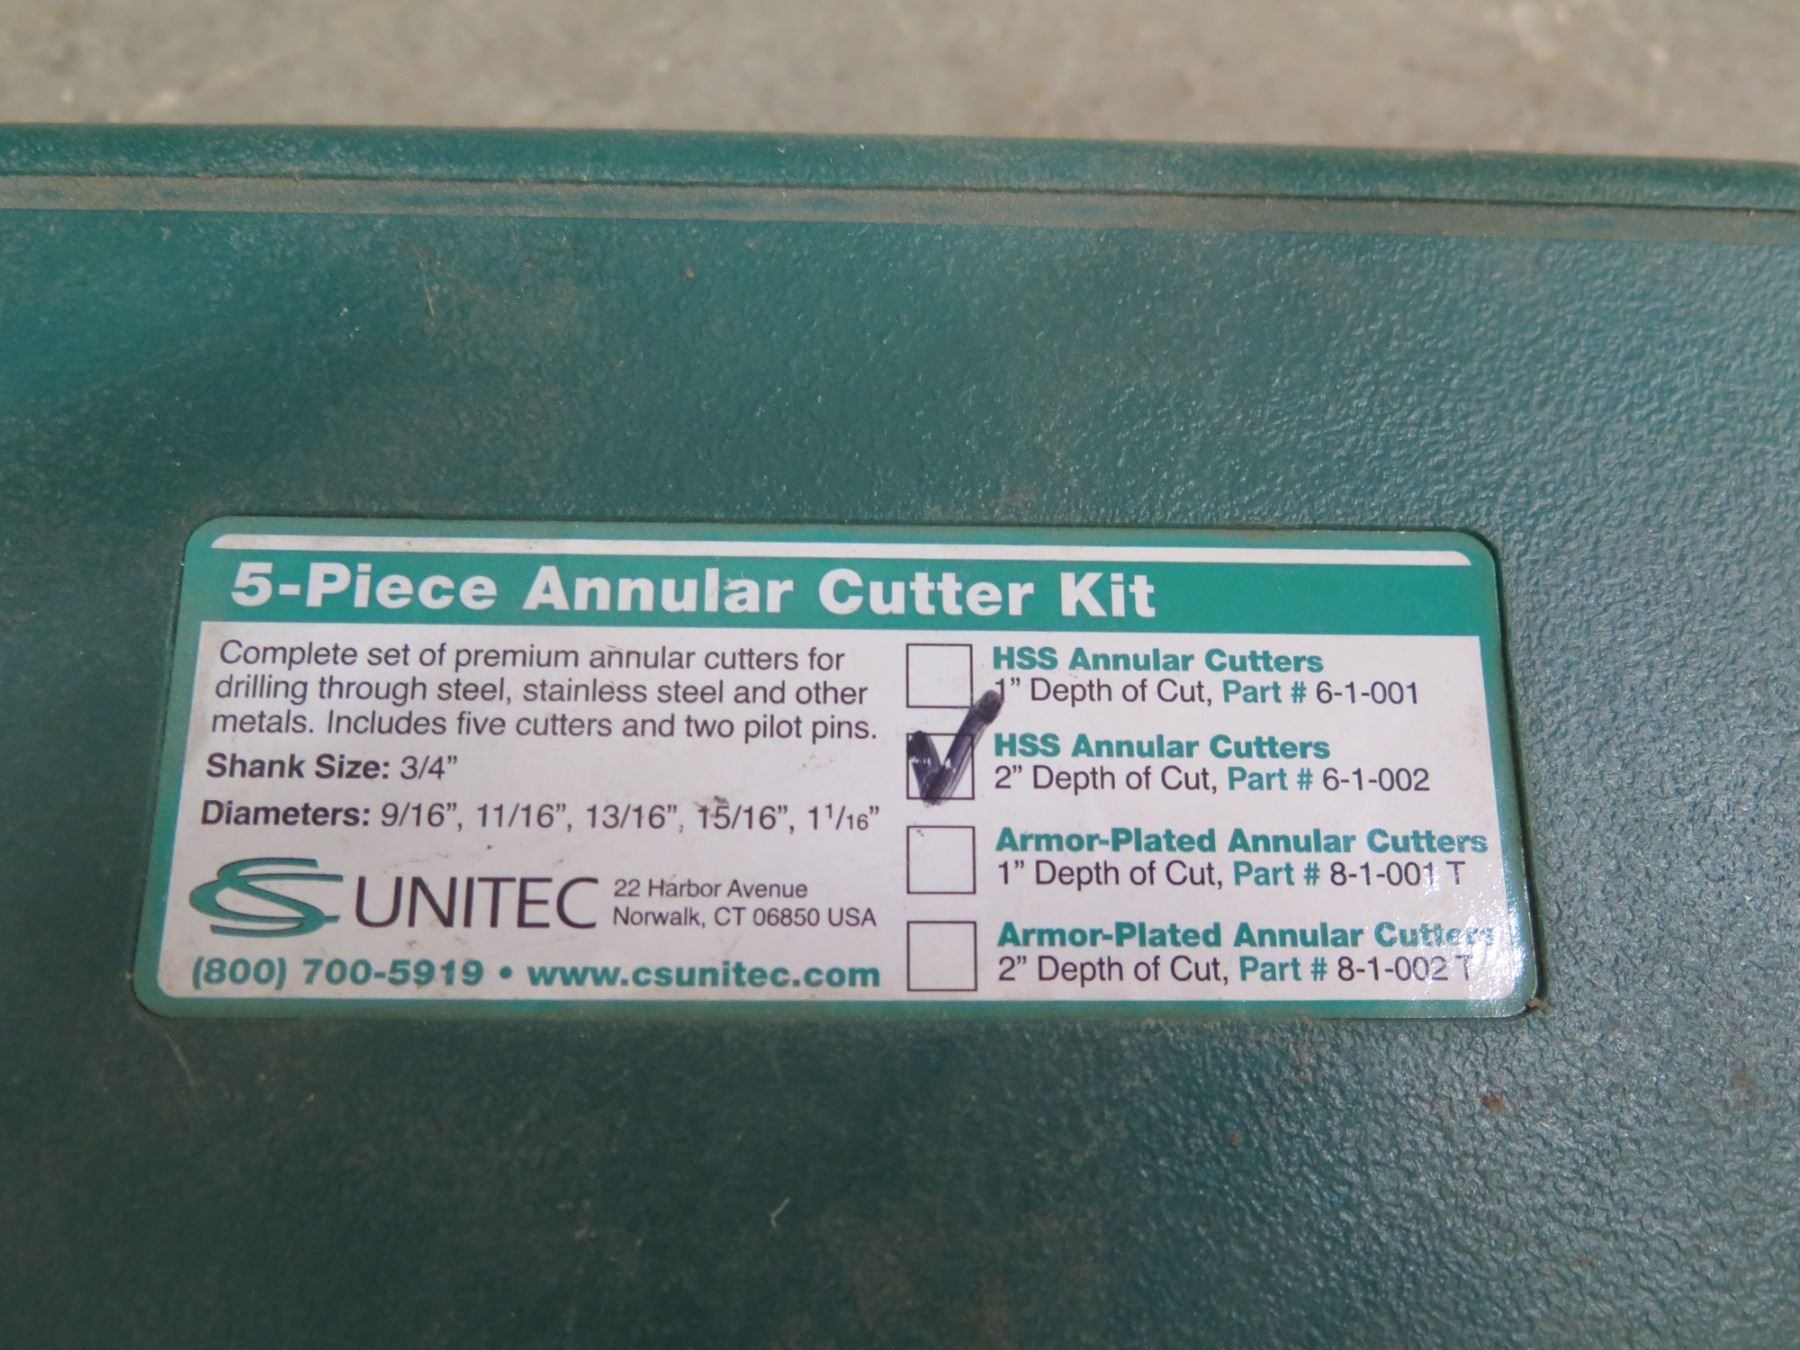 5-Piece Annular Cutter Kit
Complete set of premium annular cutters for
drilling through steel, stainless steel and other
metals. Includes five cutters and two pilot pins.
Shank Size: 3/4”
Diameters: 9/16”, 11/16”, 13/16”, 15/16”, 1 1/16”
CS UNITEC
22 Harbor Avenue
Norwalk, CT 06850 USA
(800) 700-5919 • www.csunitec.com
HSS Annular Cutters
1” Depth of Cut, Part # 6-1-001
HSS Annular Cutters
2” Depth of Cut, Part # 6-1-002
Armor-Plated Annular Cutters
1” Depth of Cut, Part # 8-1-001 T
Armor-Plated Annular Cutters
2” Depth of Cut, Part # 8-1-002 T